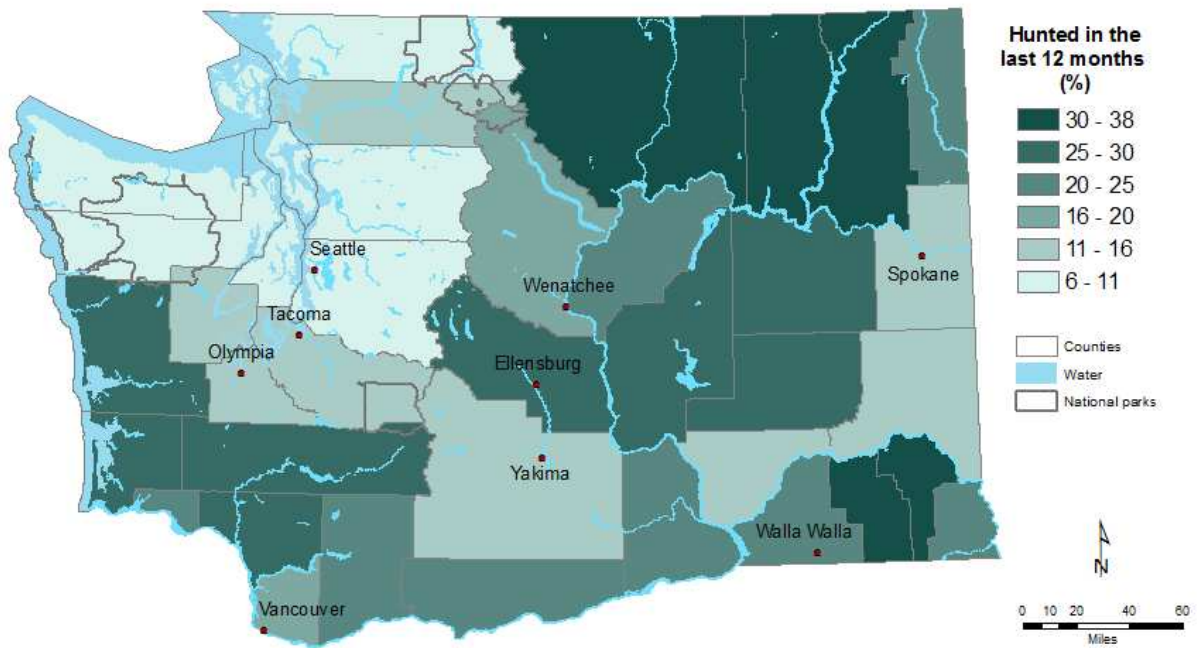 Hunted in the
last 12 months
(%)
30 - 38
25 - 30
20 - 25
16 - 20
11 - 16
6 - 11
Counties
Water
National parks
Seattle
Spokane
Wenatchee
Tacoma
Olympia
Ellensburg
Yakima
Walla Walla
Vancouver
N
0 10 20 40 60
Miles